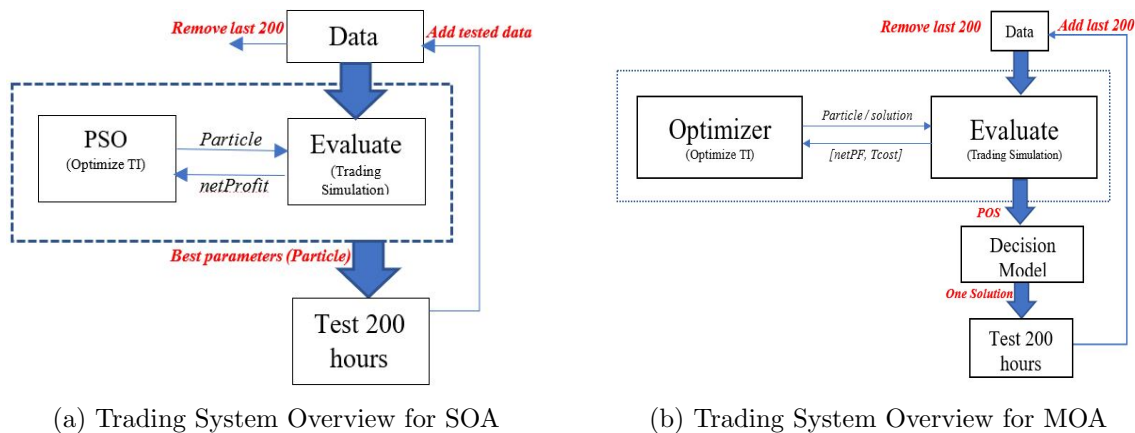 Remove last 200
Data
Add tested data
PSO
(Optimize TI)
Particle
netProfit
Evaluate
(Trading
Simulation)
Best parameters (Particle)
Test 200
hours
(a) Trading System Overview for SOA
Remove last 200
Data
Add last 200
Optimizer
(Optimize TI)
Particle / solution
[netPF, Tcost]
Evaluate
(Trading Simulation)
POS
Decision
Model
One Solution
Test 200
hours
(b) Trading System Overview for MOA